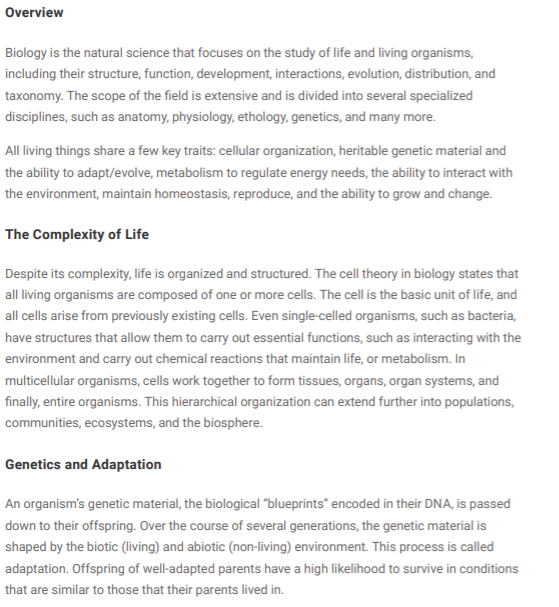 Overview
Biology is the natural science that focuses on the study of life and living organisms,
including their structure, function, development, interactions, evolution, distribution, and
taxonomy. The scope of the field is extensive and is divided into several specialized
disciplines, such as anatomy, physiology, ethology, genetics, and many more.
All living things share a few key traits: cellular organization, heritable genetic material and
the ability to adapt/evolve, metabolism to regulate energy needs, the ability to interact with
the environment, maintain homeostasis, reproduce, and the ability to grow and change.
The Complexity of Life
Despite its complexity, life is organized and structured. The cell theory in biology states that
all living organisms are composed of one or more cells. The cell is the basic unit of life, and
all cells arise from previously existing cells. Even single-celled organisms, such as bacteria,
have structures that allow them to carry out essential functions, such as interacting with the
environment and carry out chemical reactions that maintain life, or metabolism. In
multicellular organisms, cells work together to form tissues, organs, organ systems, and
finally, entire organisms. This hierarchical organization can extend further into populations,
communities, ecosystems, and the biosphere.
Genetics and Adaptation
An organism's genetic material, the biological “blueprints” encoded in their DNA, is passed
down to their offspring. Over the course of several generations, the genetic material is
shaped by the biotic (living) and abiotic (non-living) environment. This process is called
adaptation. Offspring of well-adapted parents have a high likelihood to survive in conditions
that are similar to those that their parents lived in.